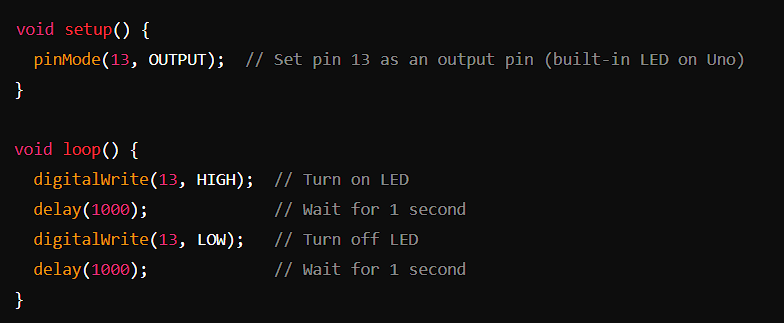 void setup() {
  pinMode(13, OUTPUT);  // Set pin 13 as an output pin (built-in LED on Uno)
}

void loop() {
  digitalWrite(13, HIGH);  // Turn on LED
  delay(1000);             // Wait for 1 second
  digitalWrite(13, LOW);   // Turn off LED
  delay(1000);             // Wait for 1 second
}